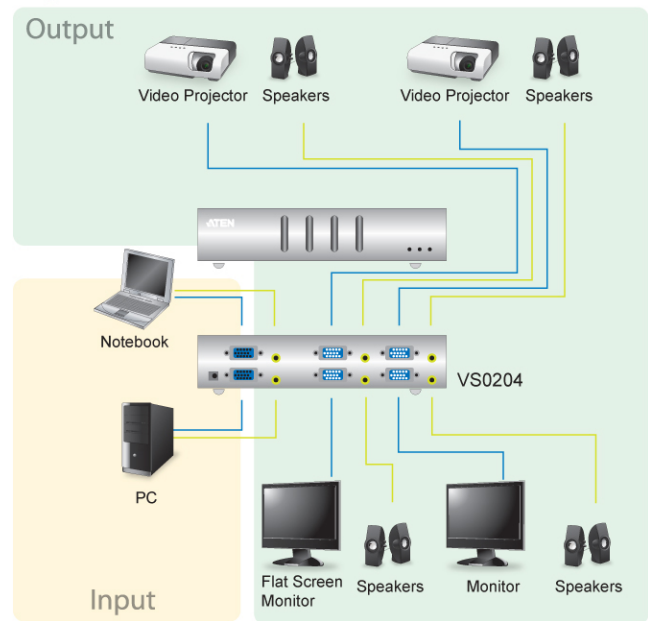 Output
Video Projector
Speakers
Video Projector
Speakers
ATEN
Notebook
VS0204
PC
Flat Screen
Monitor
Speakers
Monitor
Speakers
Input